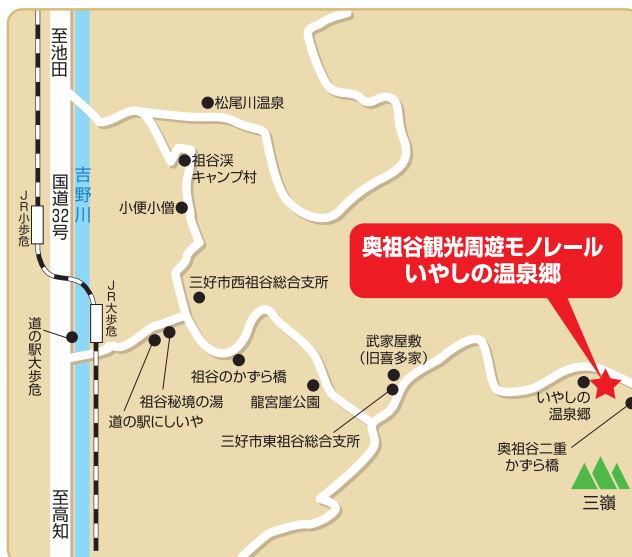 至池田
国道32号
吉野川
JR小歩危
JR大歩危
道の駅大歩危
至高知
松尾川温泉
祖谷渓
キャンプ村
小便小僧
三好市西祖谷総合支所
祖谷のかずら橋
祖谷秘境の湯
道の駅にしいや
龍宮崖公園
武家屋敷
(旧喜多家)
三好市東祖谷総合支所
奥祖谷観光周遊モノレール
いやしの温泉郷
いやしの
温泉郷
奥祖谷二重
かずら橋
三嶺